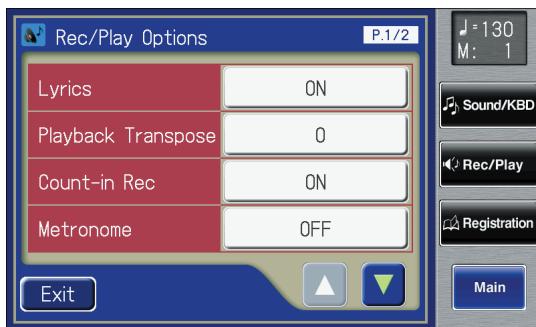 Rec/Play Options
P.1/2
Lyrics
ON
Playback Transpose
0
Count-in Rec
ON
Metronome
OFF
Exit
♩=130
M: 1
Sound/KBD
Rec/Play
Registration
Main